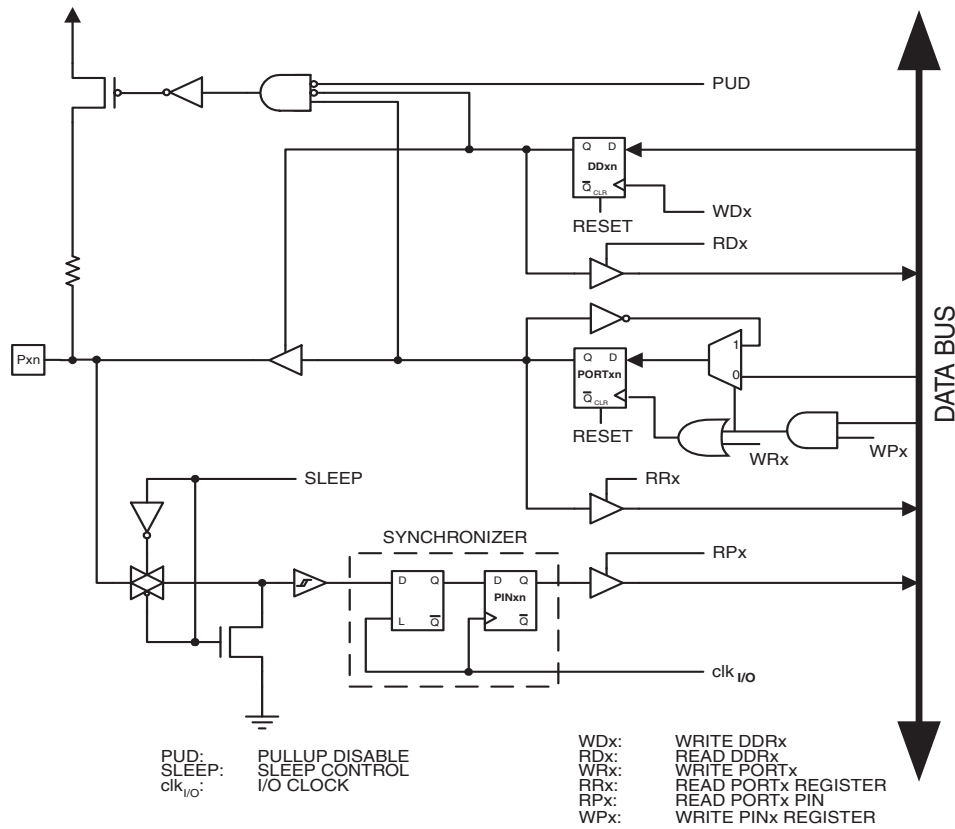 PUD
Q D
DDxn
Q CLR
WDx
RESET
RDx
DATA BUS
1
Pxn
Q D
PORTxn
0
Q CLR
RESET
WRx
WPx
SLEEP
RRx
SYNCHRONIZER
RPx
D Q
D Q
PINxn
L Q
Q
clk I/O
PUD: PULLUP DISABLE
SLEEP: SLEEP CONTROL
clk I/O: I/O CLOCK
WDx: WRITE DDRx
RDx: READ DDRx
WRx: WRITE PORTx
RRx: READ PORTx REGISTER
RPx: READ PORTx PIN
WPx: WRITE PINx REGISTER